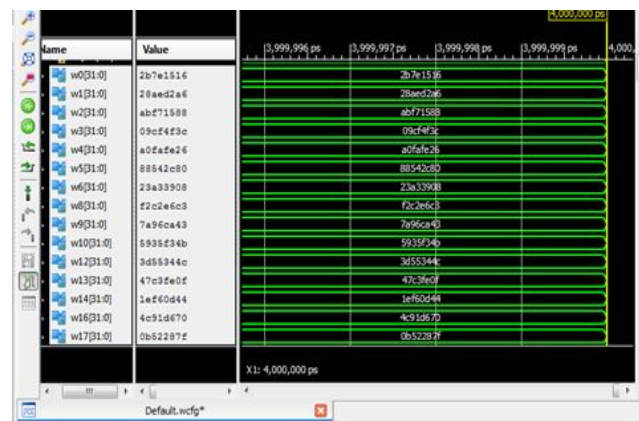 4,000,000 ps
Name Value 3,999,996 ps 3,999,997 ps 3,999,998 ps 3,999,999 ps 4,000,
w0[31:0] 2b7e1516 2b7e1516
w1[31:0] 28aed2a6 28aed2a6
w2[31:0] abf71588 abf71588
w3[31:0] 09cf4f3c 09cf4f3c
w4[31:0] a0fafe26 a0fafe26
w5[31:0] 88542c80 88542c80
w6[31:0] 23a33908 23a33908
w8[31:0] f2c2e6c3 f2c2e6c3
w9[31:0] 7a96ca43 7a96ca43
w10[31:0] 5935f34b 5935f34b
w12[31:0] 3d55344c 3d55344c
w13[31:0] 47c3fe0f 47c3fe0f
w14[31:0] 1ef60d44 1ef60d44
w16[31:0] 4c91d670 4c91d670
w17[31:0] 0b52287f 0b52287f
X1: 4,000,000 ps
Default.wcfg*